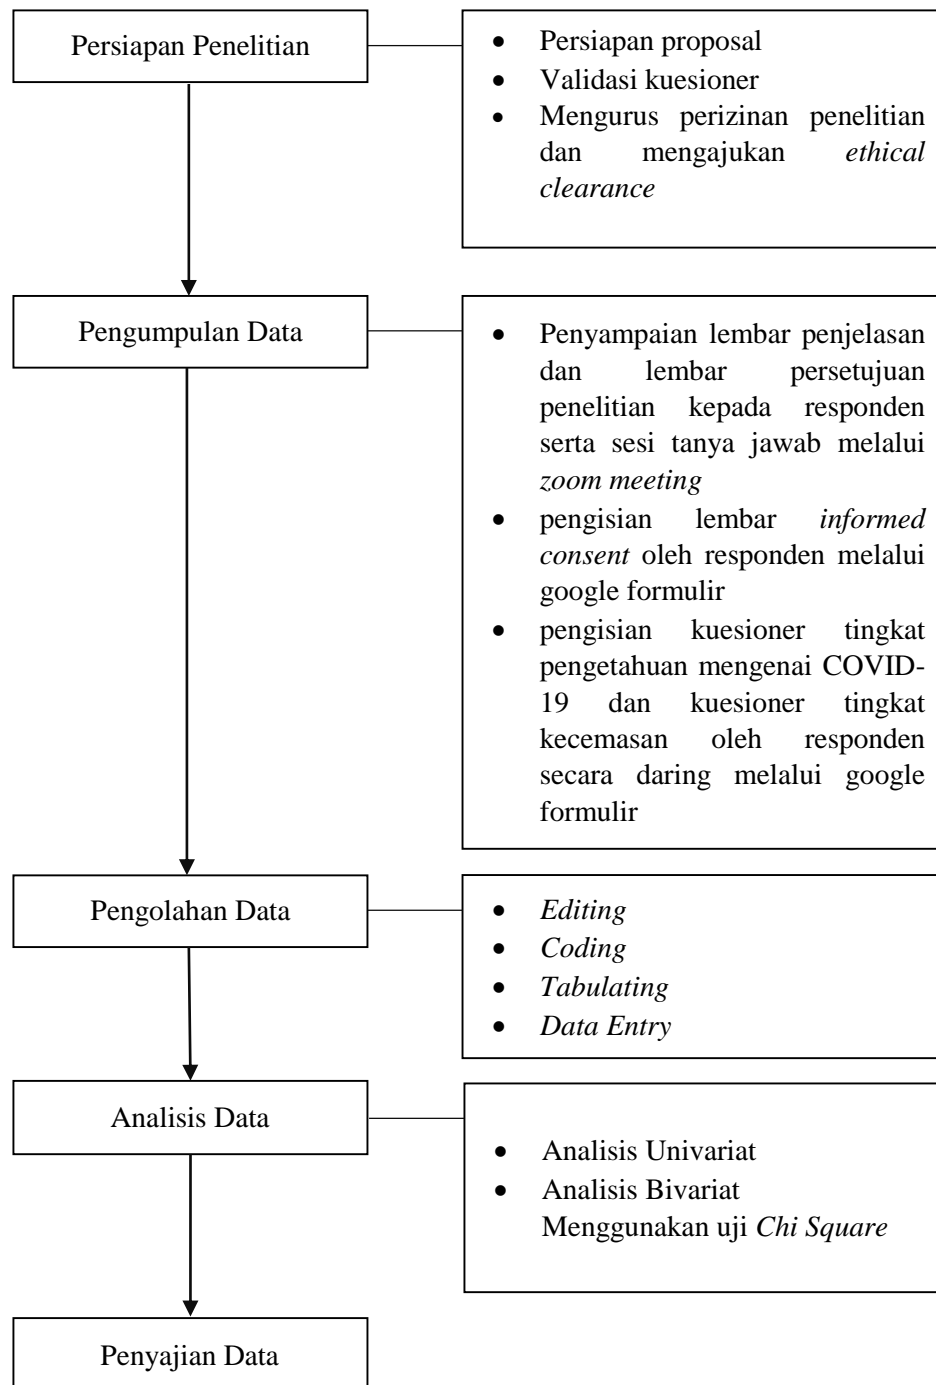 Persiapan Penelitian
• Persiapan proposal
• Validasi kuesioner
• Mengurus perizinan penelitian
dan mengajukan ethical
clearance
Pengumpulan Data
• Penyampaian lembar penjelasan
dan lembar persetujuan
penelitian kepada responden
serta sesi tanya jawab melalui
zoom meeting
• pengisian lembar informed
consent oleh responden melalui
google formulir
• pengisian kuesioner tingkat
pengetahuan mengenai COVID-
19 dan kuesioner tingkat
kecemasan oleh responden
secara daring melalui google
formulir
Pengolahan Data
• Editing
• Coding
• Tabulating
• Data Entry
Analisis Data
• Analisis Univariat
• Analisis Bivariat
Menggunakan uji Chi Square
Penyajian Data